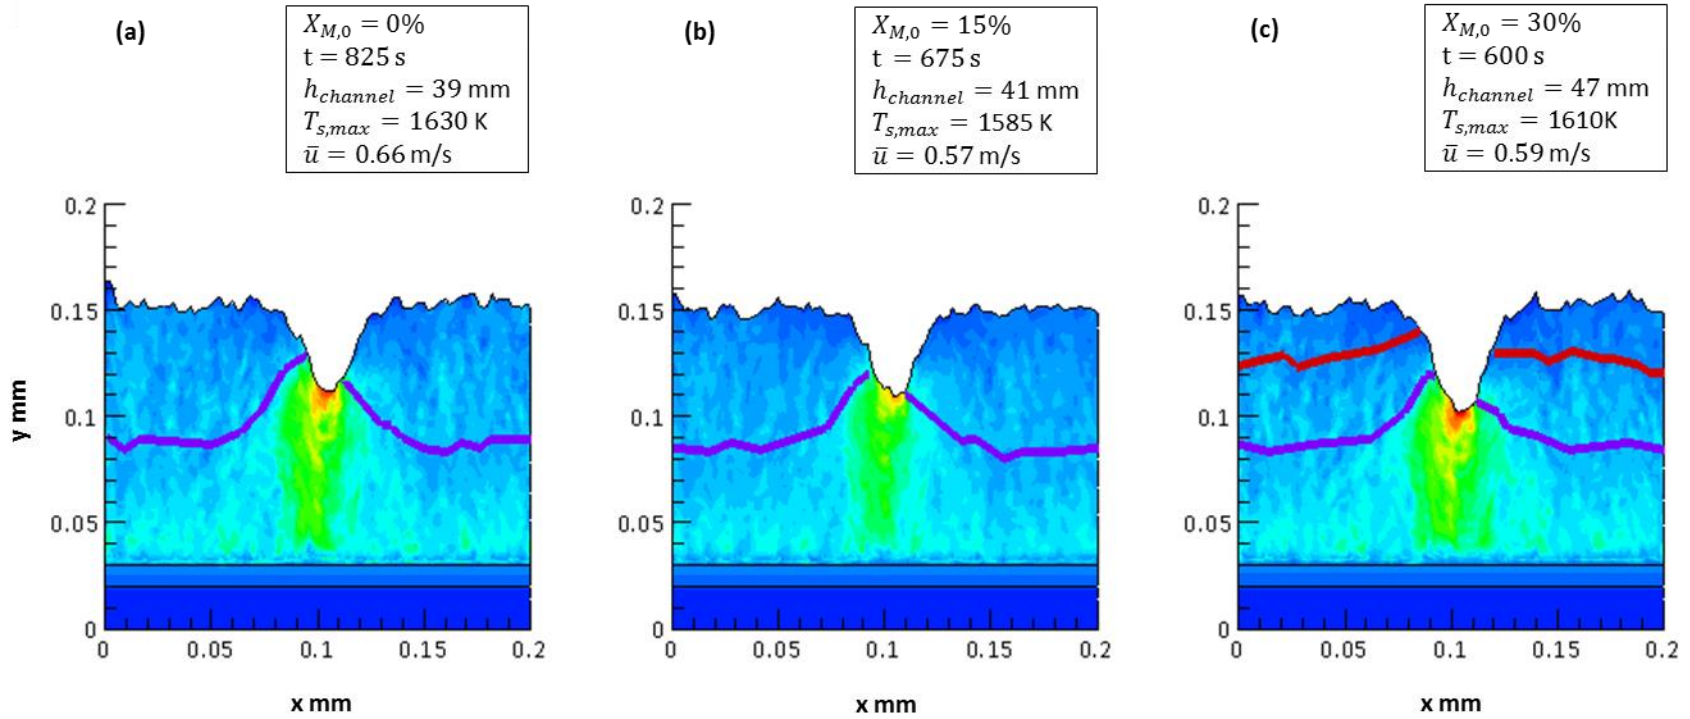 (a)
X_{M,0} = 0%
t = 825 s
h_{channel} = 39 mm
T_{s,max} = 1630 K
ū = 0.66 m/s
(b)
X_{M,0} = 15%
t = 675 s
h_{channel} = 41 mm
T_{s,max} = 1585 K
ū = 0.57 m/s
(c)
X_{M,0} = 30%
t = 600 s
h_{channel} = 47 mm
T_{s,max} = 1610K
ū = 0.59 m/s
y mm
0.2
0.15
0.1
0.05
0
0 0.05 0.1 0.15 0.2
x mm
0.2
0.15
0.1
0.05
0
0 0.05 0.1 0.15 0.2
x mm
0.2
0.15
0.1
0.05
0
0 0.05 0.1 0.15 0.2
x mm